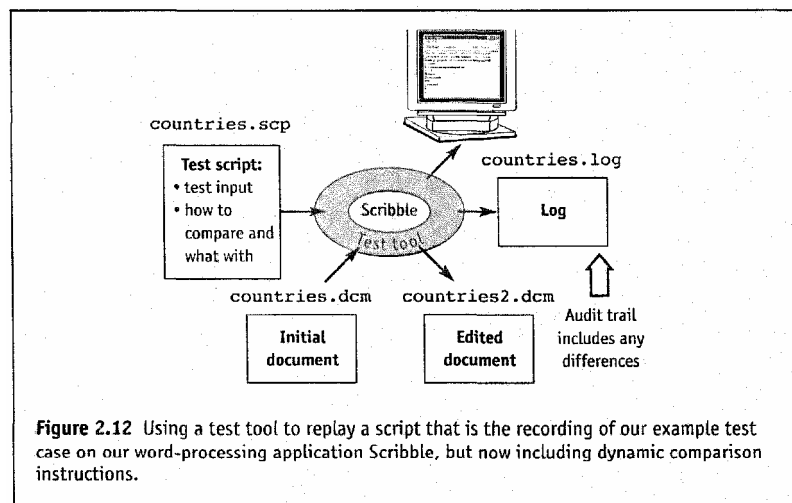 countries.scp
Test script:
• test input
• how to
compare and
what with
Scribble
Test tool
countries.log
Log
countries.dcm
Initial
document
countries2.dcm
Edited
document
Audit trail
includes any
differences
Figure 2.12 Using a test tool to replay a script that is the recording of our example test
case on our word-processing application Scribble, but now including dynamic comparison
instructions.